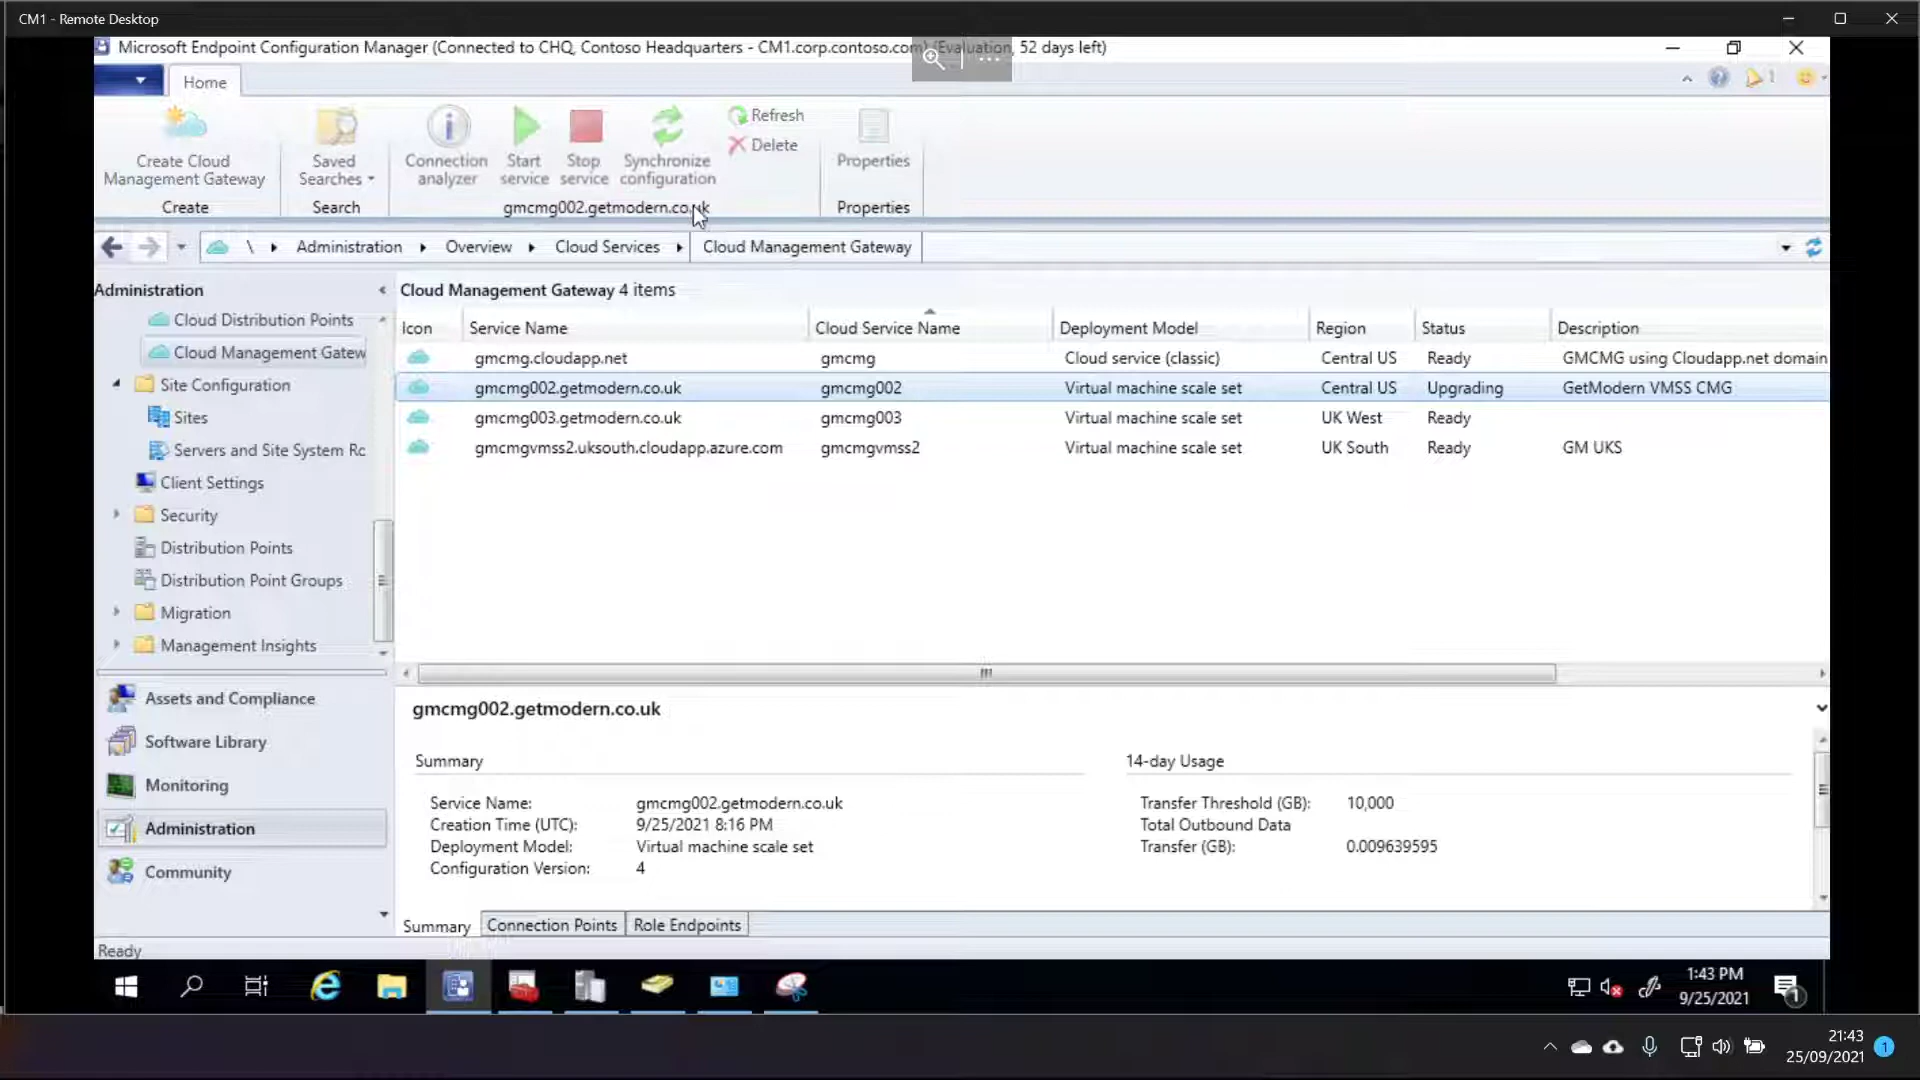 CM1 - Remote Desktop
Microsoft Endpoint Configuration Manager (Connected to CHQ, Contoso Headquarters - CM1.corp.contoso.com) (Evaluation, 52 days left)
Home
1
Create Cloud
Management Gateway
Saved
Searches
Connection
analyzer
Start
service
Stop
service
Synchronize
configuration
Refresh
Delete
Properties
Create
Search
gmcmg002.getmodern.co.uk
Properties
\ Administration Overview Cloud Services Cloud Management Gateway
Administration
Cloud Distribution Points
Cloud Management Gatew
Site Configuration
Sites
Servers and Site System Rc
Client Settings
Security
Distribution Points
Distribution Point Groups
Migration
Management Insights
Assets and Compliance
Software Library
Monitoring
Administration
Community
Cloud Management Gateway 4 items
Icon Service Name Cloud Service Name Deployment Model Region Status Description
gmcmg.cloudapp.net gmcmg Cloud service (classic) Central US Ready GMCMG using Cloudapp.net domain
gmcmg002.getmodern.co.uk gmcmg002 Virtual machine scale set Central US Upgrading GetModern VMSS CMG
gmcmg003.getmodern.co.uk gmcmg003 Virtual machine scale set UK West Ready
gmcmgvmss2.uksouth.cloudapp.azure.com gmcmgvmss2 Virtual machine scale set UK South Ready GM UKS
gmcmg002.getmodern.co.uk
Summary
Service Name: gmcmg002.getmodern.co.uk
Creation Time (UTC): 9/25/2021 8:16 PM
Deployment Model: Virtual machine scale set
Configuration Version: 4
14-day Usage
Transfer Threshold (GB): 10,000
Total Outbound Data
Transfer (GB): 0.009639595
Summary Connection Points Role Endpoints
Ready
1:43 PM
9/25/2021
1
21:43
25/09/2021
1